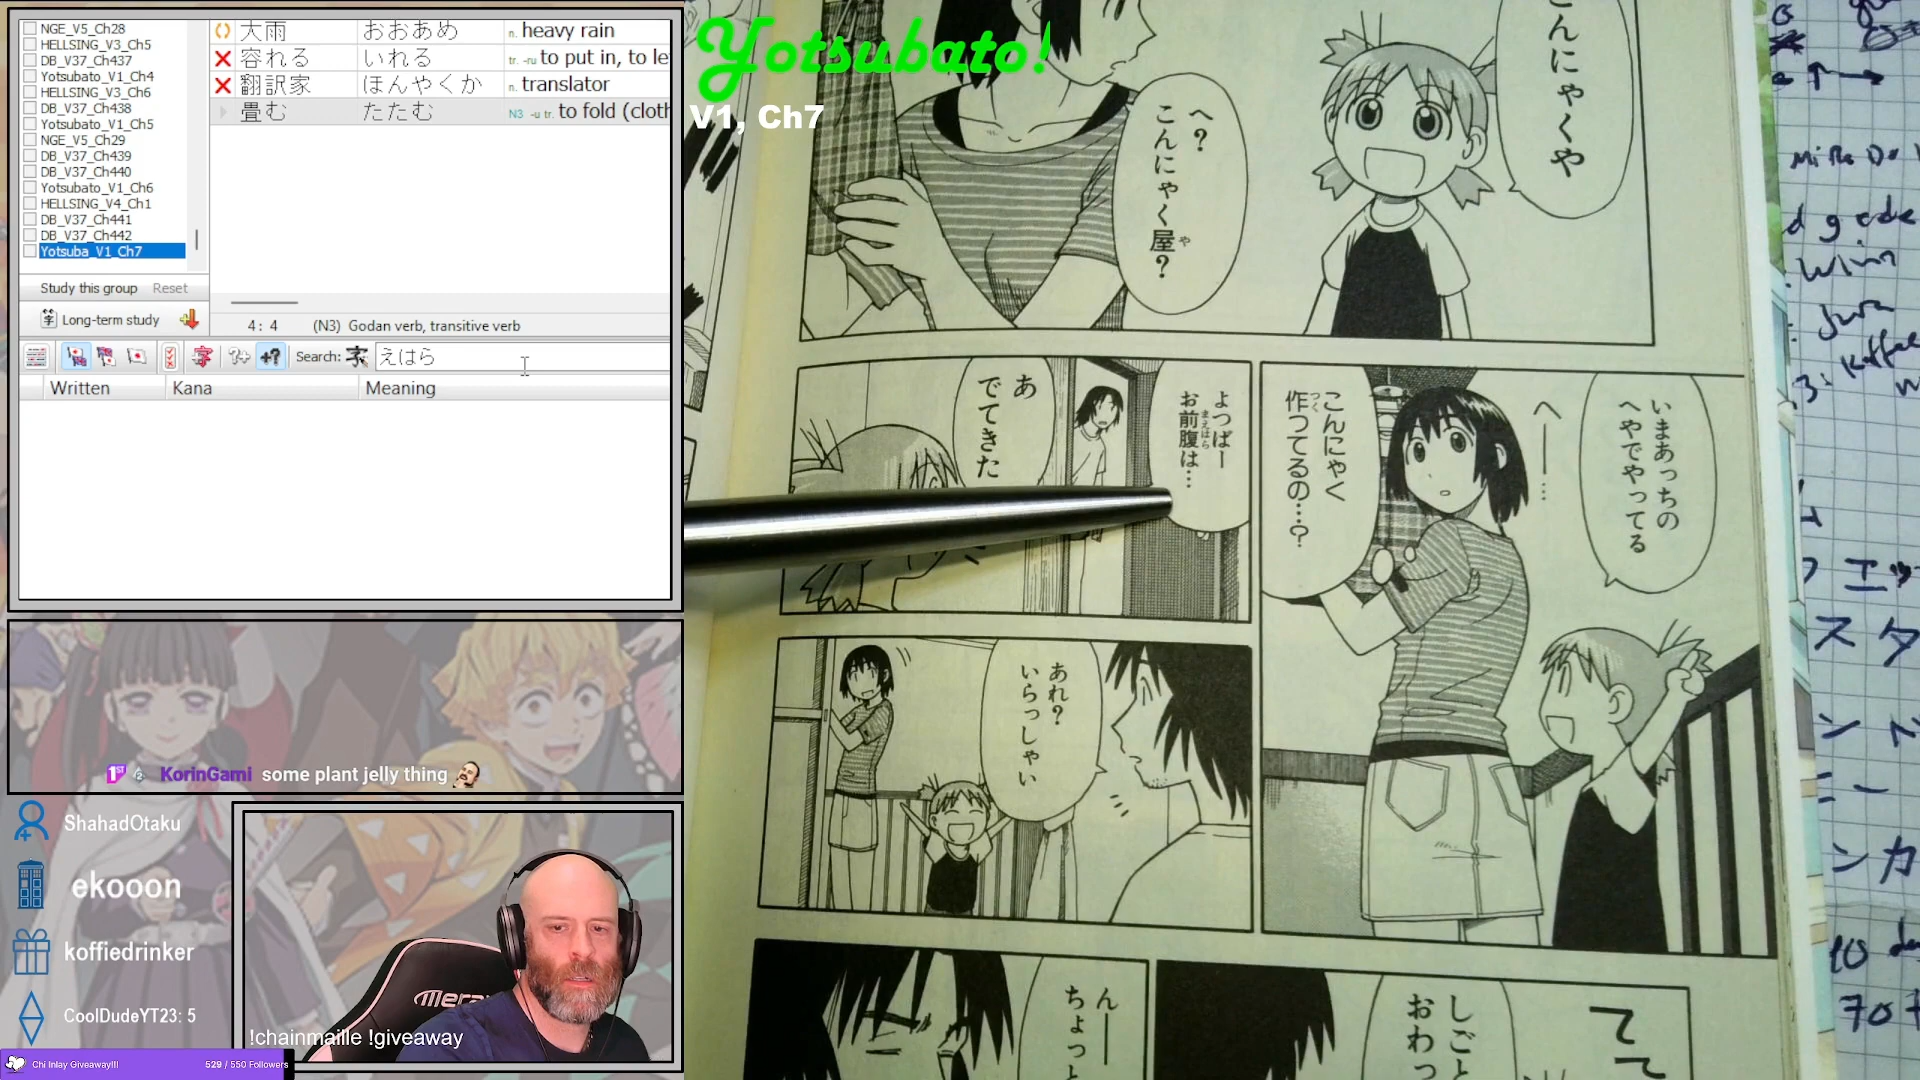 NGE_V5_Ch28
HELLSING_V3_Ch5
DB_V37_Ch437
Yotsubato_V1_Ch4
HELLSING_V3_Ch6
DB_V37_Ch438
Yotsubato_V1_Ch5
NGE_V5_Ch29
DB_V37_Ch439
DB_V37_Ch440
Yotsubato_V1_Ch6
HELLSING_V4_Ch1
DB_V37_Ch441
DB_V37_Ch442
Yotsuba_V1_Ch7
Study this group Reset
Long-term study
大雨 おおあめ n. heavy rain
容れる いれる tr. -ru to put in, to le
翻訳家 ほんやくか n. translator
畳む たたむ N3 -u tr. to fold (cloth
4: 4 (N3) Godan verb, transitive verb
Search: えはら
Written Kana Meaning
KorinGami some plant jelly thing
ShahadOtaku
ekooon
koffiedrinker
CoolDudeYT23: 5
!chainmaille !giveaway
Chi Inlay Giveaway!!! 529 / 550 Followers
Yotsubato!
V1, Ch7
こんにゃくや
へ?
こんにゃく屋?
や
いまあっちの
へやでやってる
へ――…
こんにゃく
作ってるの…?
つく
よつばー
お前腹は…
まえはら
あ
でてきた
あれ?
いらっしゃい
しごと
おわっ
んー
ちょっと